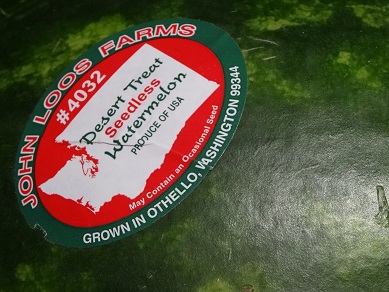 JOHN LOOS FARMS
#4032
Desert Treat
Seedless
Watermelon
PRODUCE OF USA
May Contain an Ocasional Seed
GROWN IN OTHELLO, WASHINGTON 99344